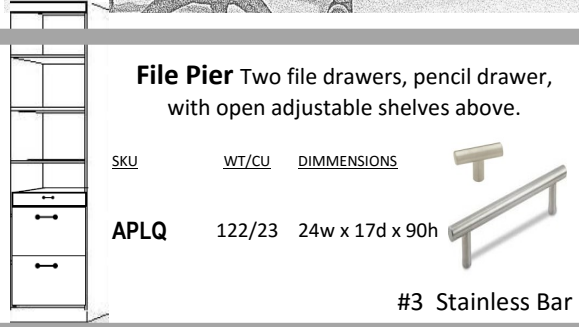 File Pier Two file drawers, pencil drawer,
with open adjustable shelves above.
SKU WT/CU DIMMENSIONS
APLQ 122/23 24w x 17d x 90h
#3 Stainless Bar